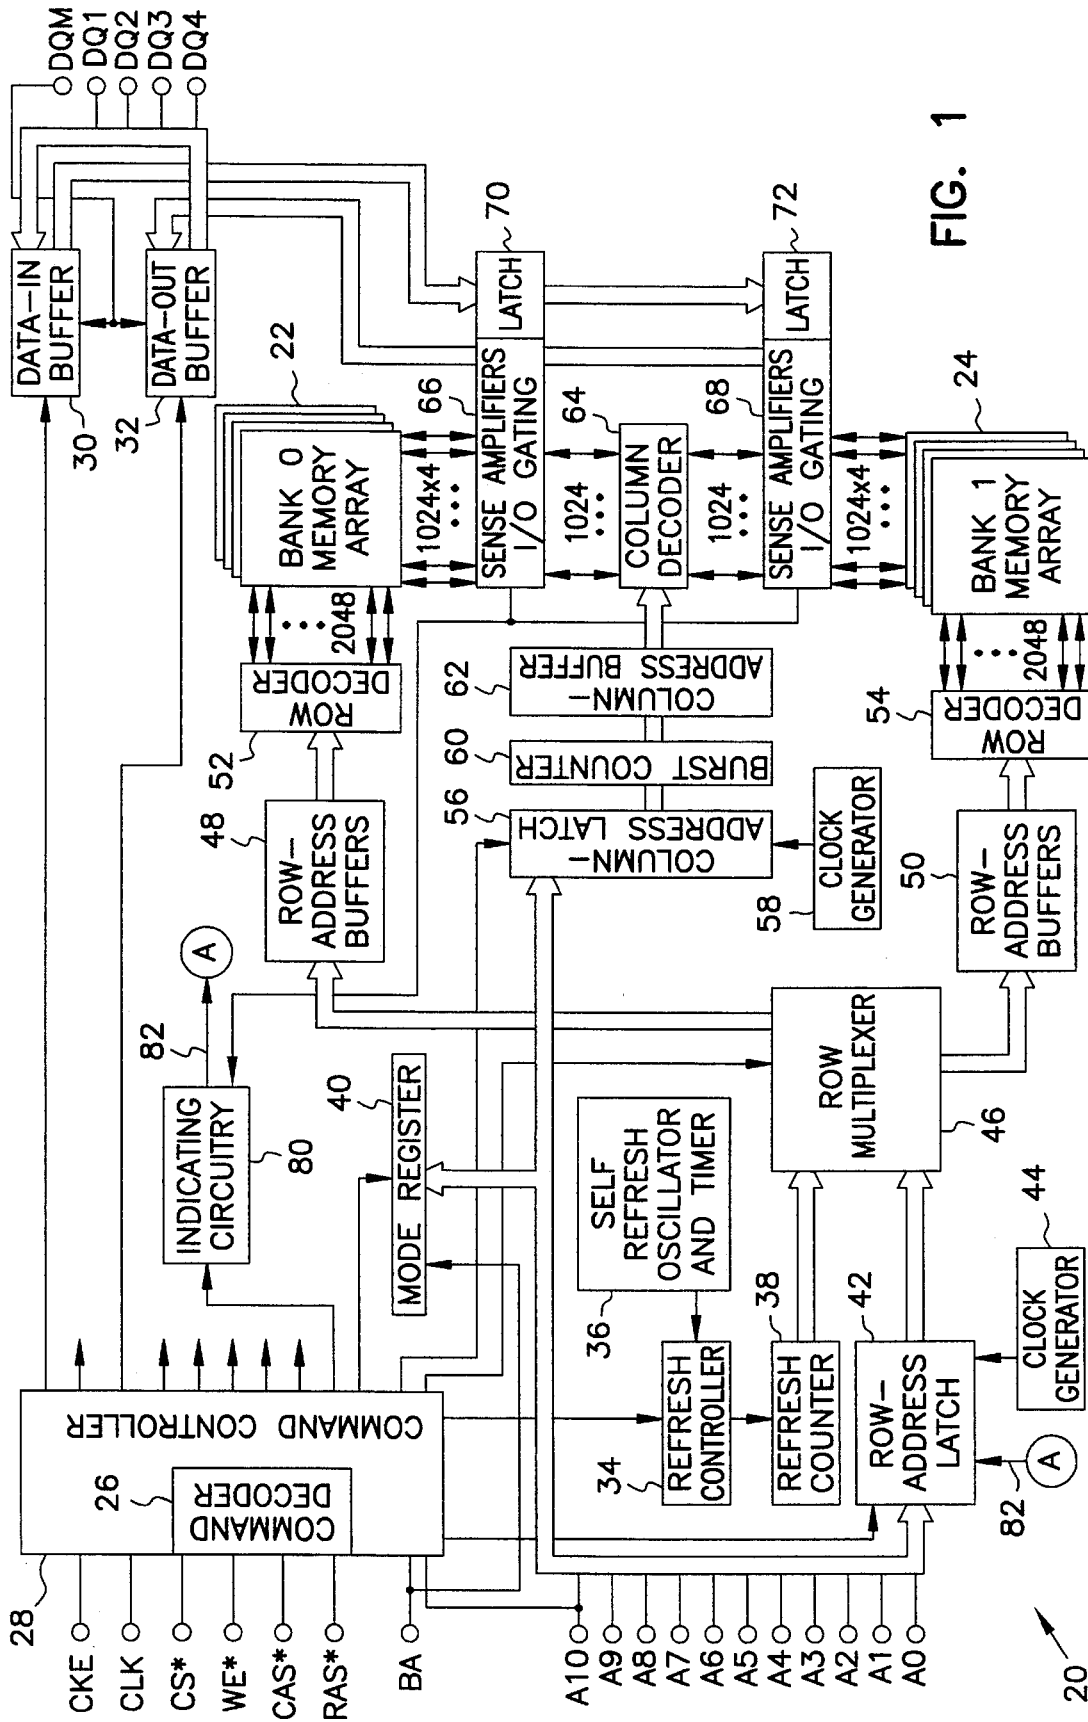 28
CKE
CLK
CS*
WE*
CAS*
RAS*
BA
A10
A9
A8
A7
A6
A5
A4
A3
A2
A1
A0
20
26
COMMAND
DECODER
COMMAND CONTROLLER
INDICATING
CIRCUITRY
80
82
A
MODE REGISTER
40
SELF
REFRESH
OSCILLATOR
AND TIMER
36
REFRESH
CONTROLLER
34
REFRESH
COUNTER
38
ROW-
ADDRESS
LATCH
42
82
A
CLOCK
GENERATOR
44
ROW
MULTIPLEXER
46
ROW-
ADDRESS
BUFFERS
48
ROW-
ADDRESS
BUFFERS
50
ROW
DECODER
52
ROW
DECODER
54
COLUMN-
ADDRESS LATCH
56
CLOCK
GENERATOR
58
BURST COUNTER
60
COLUMN-
ADDRESS BUFFER
62
COLUMN
DECODER
64
2048
BANK 0
MEMORY
ARRAY
22
1024x4
SENSE AMPLIFIERS
I/O GATING
66
LATCH
70
1024
1024
SENSE AMPLIFIERS
I/O GATING
68
LATCH
72
1024x4
2048
BANK 1
MEMORY
ARRAY
24
DATA-IN
BUFFER
30
DATA-OUT
BUFFER
32
DQM
DQ1
DQ2
DQ3
DQ4
FIG. 1